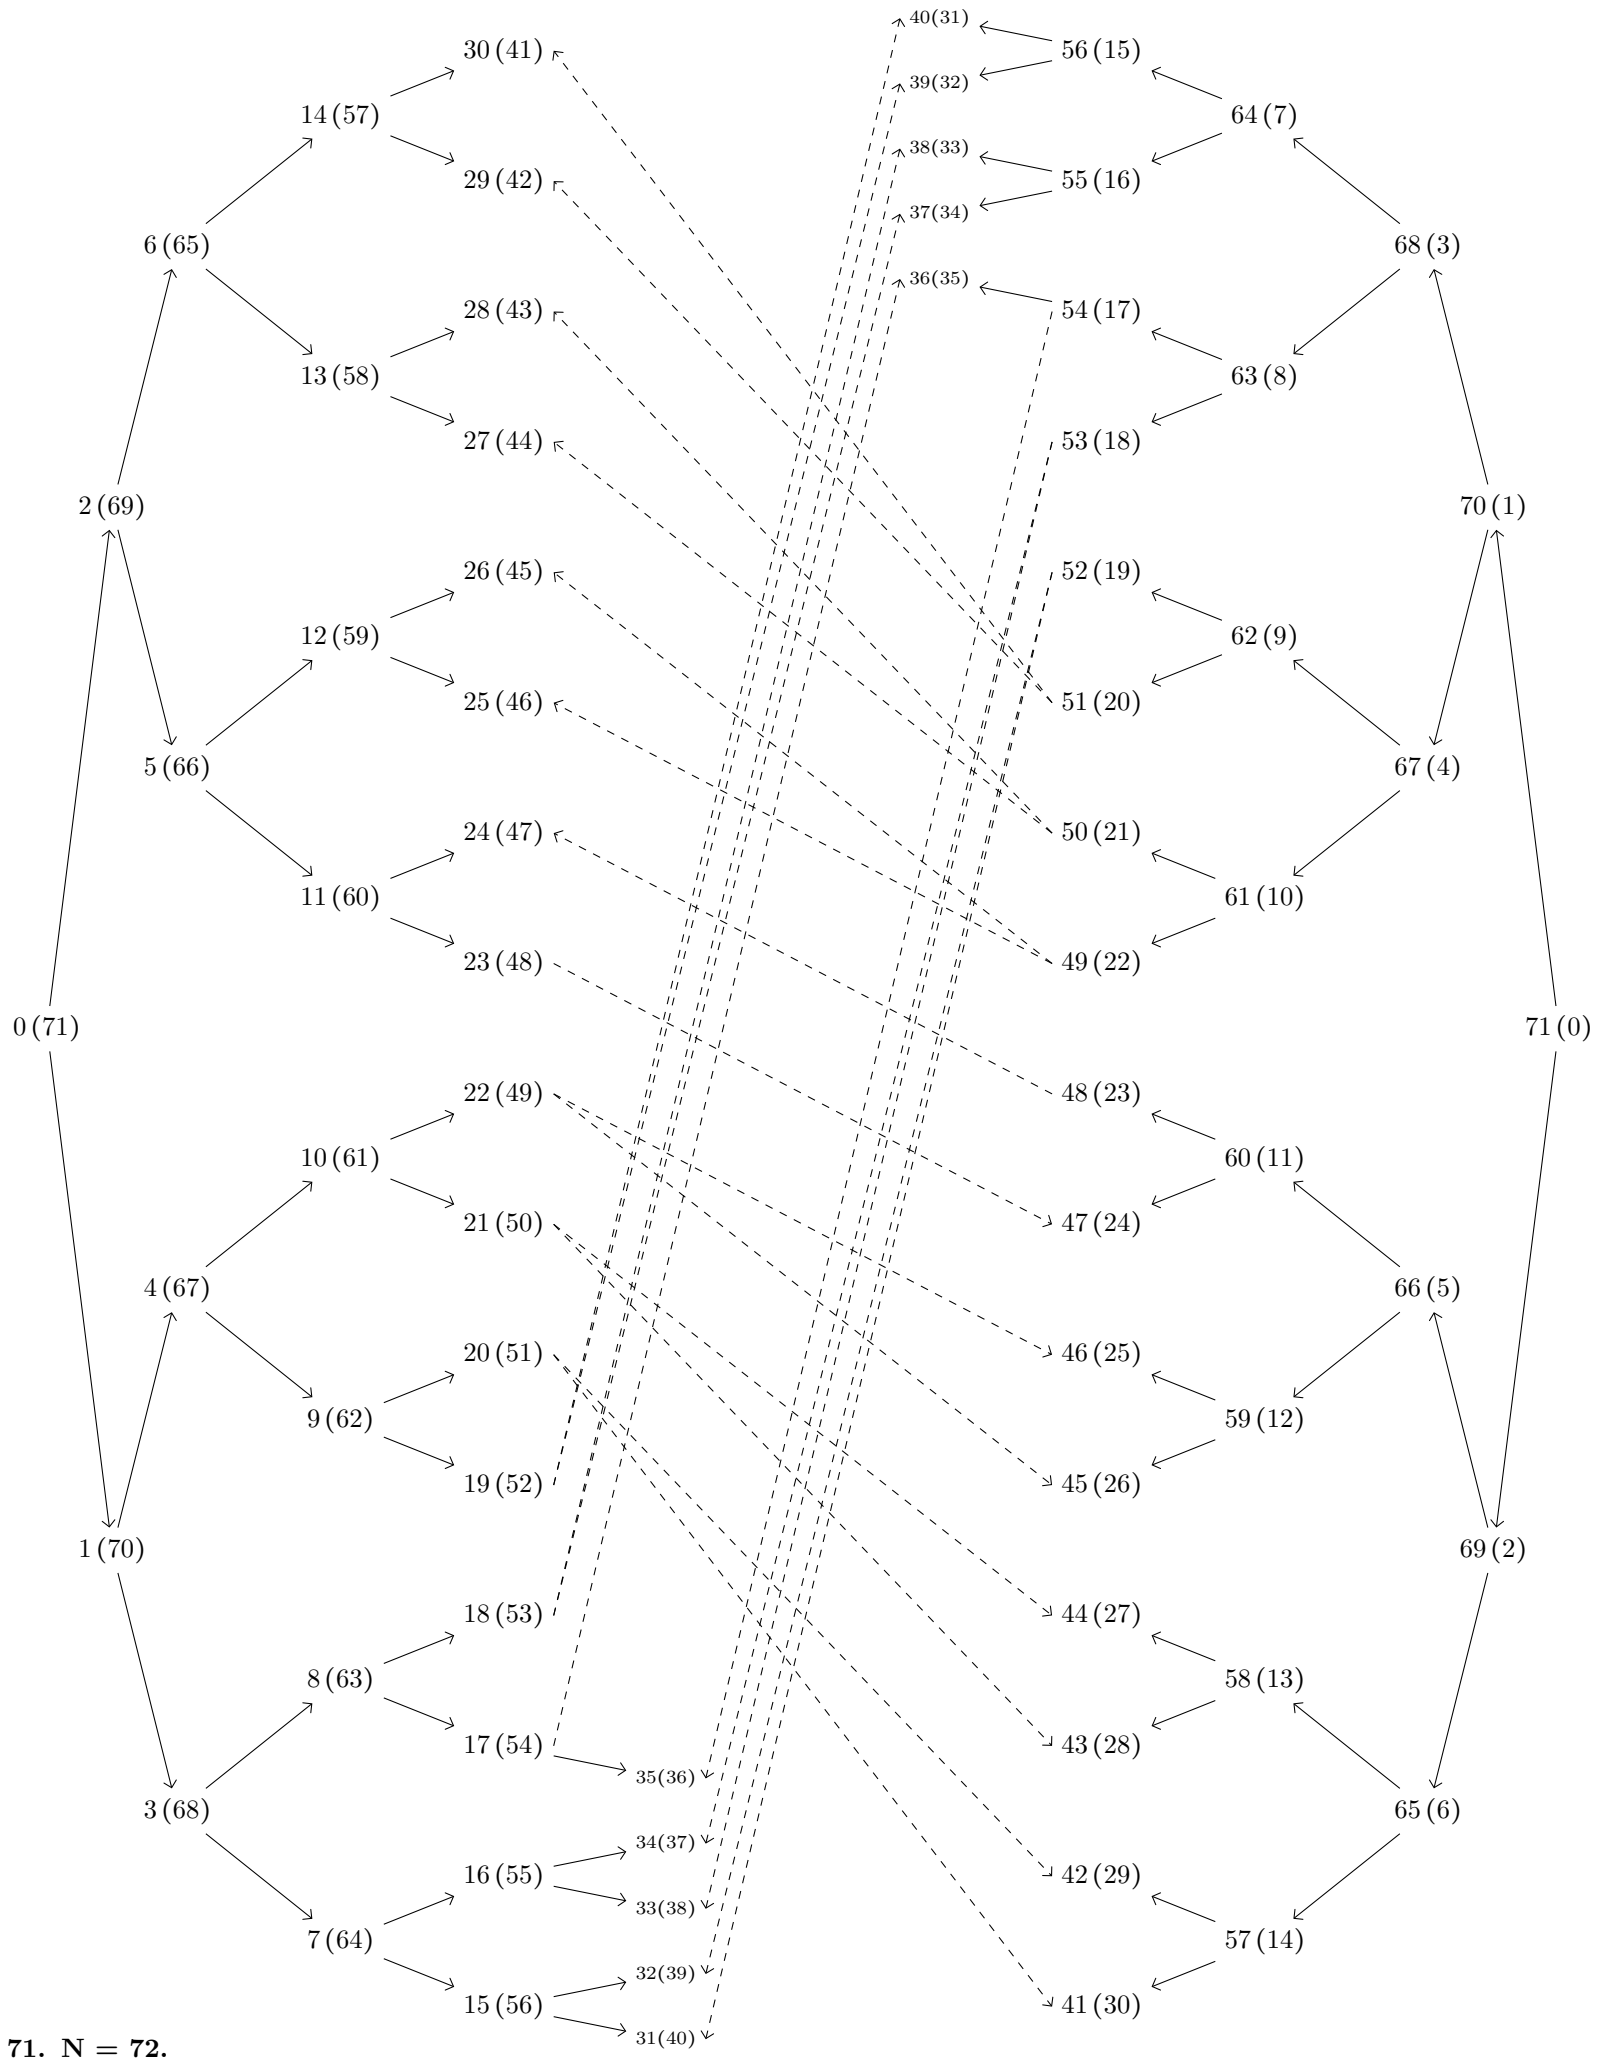 40(31)
30 (41) 56 (15)
39(32)
14 (57) 64 (7)
38(33)
29 (42) 55 (16)
37(34)
6 (65) 68 (3)
36(35)
28 (43) 54 (17)
13 (58) 63 (8)
27 (44) 53 (18)
2 (69) 70 (1)
26 (45) 52 (19)
12 (59) 62 (9)
25 (46) 51 (20)
5 (66) 67 (4)
24 (47) 50 (21)
11 (60) 61 (10)
23 (48) 49 (22)
0 (71) 71 (0)
22 (49) 48 (23)
10 (61) 60 (11)
21 (50) 47 (24)
4 (67) 66 (5)
20 (51) 46 (25)
9 (62) 59 (12)
19 (52) 45 (26)
1 (70) 69 (2)
18 (53) 44 (27)
8 (63) 58 (13)
17 (54) 43 (28)
35(36)
3 (68) 65 (6)
34(37)
16 (55) 42 (29)
33(38)
7 (64) 57 (14)
32(39)
15 (56) 41 (30)
31(40)
71. N = 72.